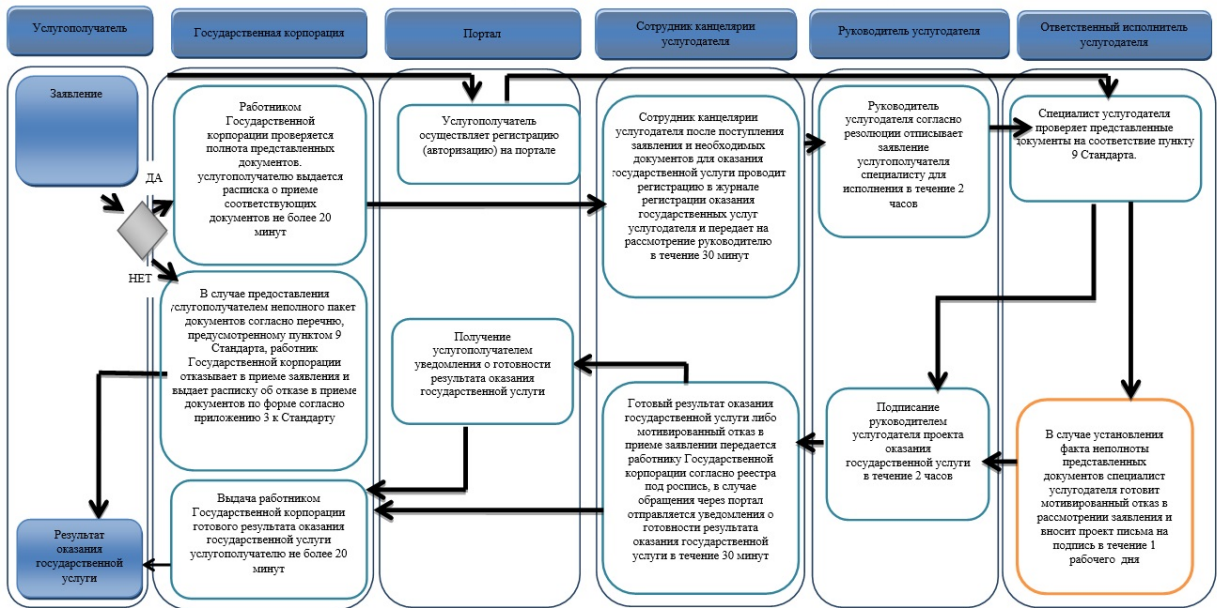 Услугополучатель
Государственная корпорация
Портал
Сотрудник канцелярии
услугодателя
Руководитель услугодателя
Ответственный исполнитель
услугодателя
Заявление
ДА
НЕТ
Работником
Государственной
корпорации проверяется
полнота представленных
документов.
услугополучателю выдается
расписка о приеме
соответствующих
документов не более 20
минут
Услугополучатель
осуществляет регистрацию
(авторизацию) на портале
Сотрудник канцелярии
услугодателя после поступления
заявления и необходимых
документов для оказания
государственной услуги проводит
регистрацию в журнале
регистрации оказания
государственных услуг
услугодателя и передает на
рассмотрение руководителю
в течение 30 минут
Руководитель
услугодателя согласно
резолюции отписывает
заявление
услугополучателя
специалисту для
исполнения в течение 2
часов
Специалист услугодателя
проверяет представленные
документы на соответствие пункту
9 Стандарта.
В случае предоставления
услугополучателем неполного пакет
документов согласно перечню,
предусмотренному пунктом 9
Стандарта, работник
Государственной корпорации
отказывает в приеме заявления и
выдает расписку об отказе в приеме
документов по форме согласно
приложению 3 к Стандарту
Получение
услугополучателем
уведомления о готовности
результата оказания
государственной услуги
Готовый результат оказания
государственной услуги либо
мотивированный отказ в
приеме заявлении передается
работнику Государственной
корпорации согласно реестра
под роспись, в случае
обращения через портал
отправляется уведомления о
готовности результата
оказания государственной
услуги в течение 30 минут
Подписание
руководителем
услугодателя проекта
оказания
государственной услуги
в течение 2 часов
В случае установления
факта неполноты
представленных
документов специалист
услугодателя готовит
мотивированный отказ в
рассмотрении заявления и
вносит проект письма на
подпись в течение 1
рабочего дня
Выдача работником
Государственной корпорации
готового результата оказания
государственной услуги
услугополучателю не более 20
минут
Результат
оказания
государственной
услуги